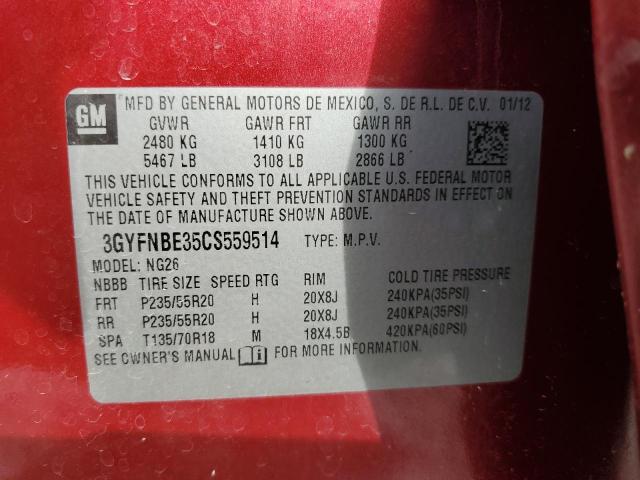 GM MFD BY GENERAL MOTORS DE MEXICO, S. DE R.L. DE C.V. 01/12
GVWR GAWR FRT GAWR RR
2480 KG 1410 KG 1300 KG
5467 LB 3108 LB 2866 LB
THIS VEHICLE CONFORMS TO ALL APPLICABLE U.S. FEDERAL MOTOR
VEHICLE SAFETY AND THEFT PREVENTION STANDARDS IN EFFECT ON
THE DATE OF MANUFACTURE SHOWN ABOVE.
3GYFNBE35CS559514 TYPE: M.P.V.
MODEL: NG26
NBBB TIRE SIZE SPEED RTG RIM COLD TIRE PRESSURE
FRT P235/55R20 H 20X8J 240KPA(35PSI)
RR P235/55R20 H 20X8J 240KPA(35PSI)
SPA T135/70R18 M 18X4.5B 420KPA(60PSI)
SEE OWNER'S MANUAL i FOR MORE INFORMATION.